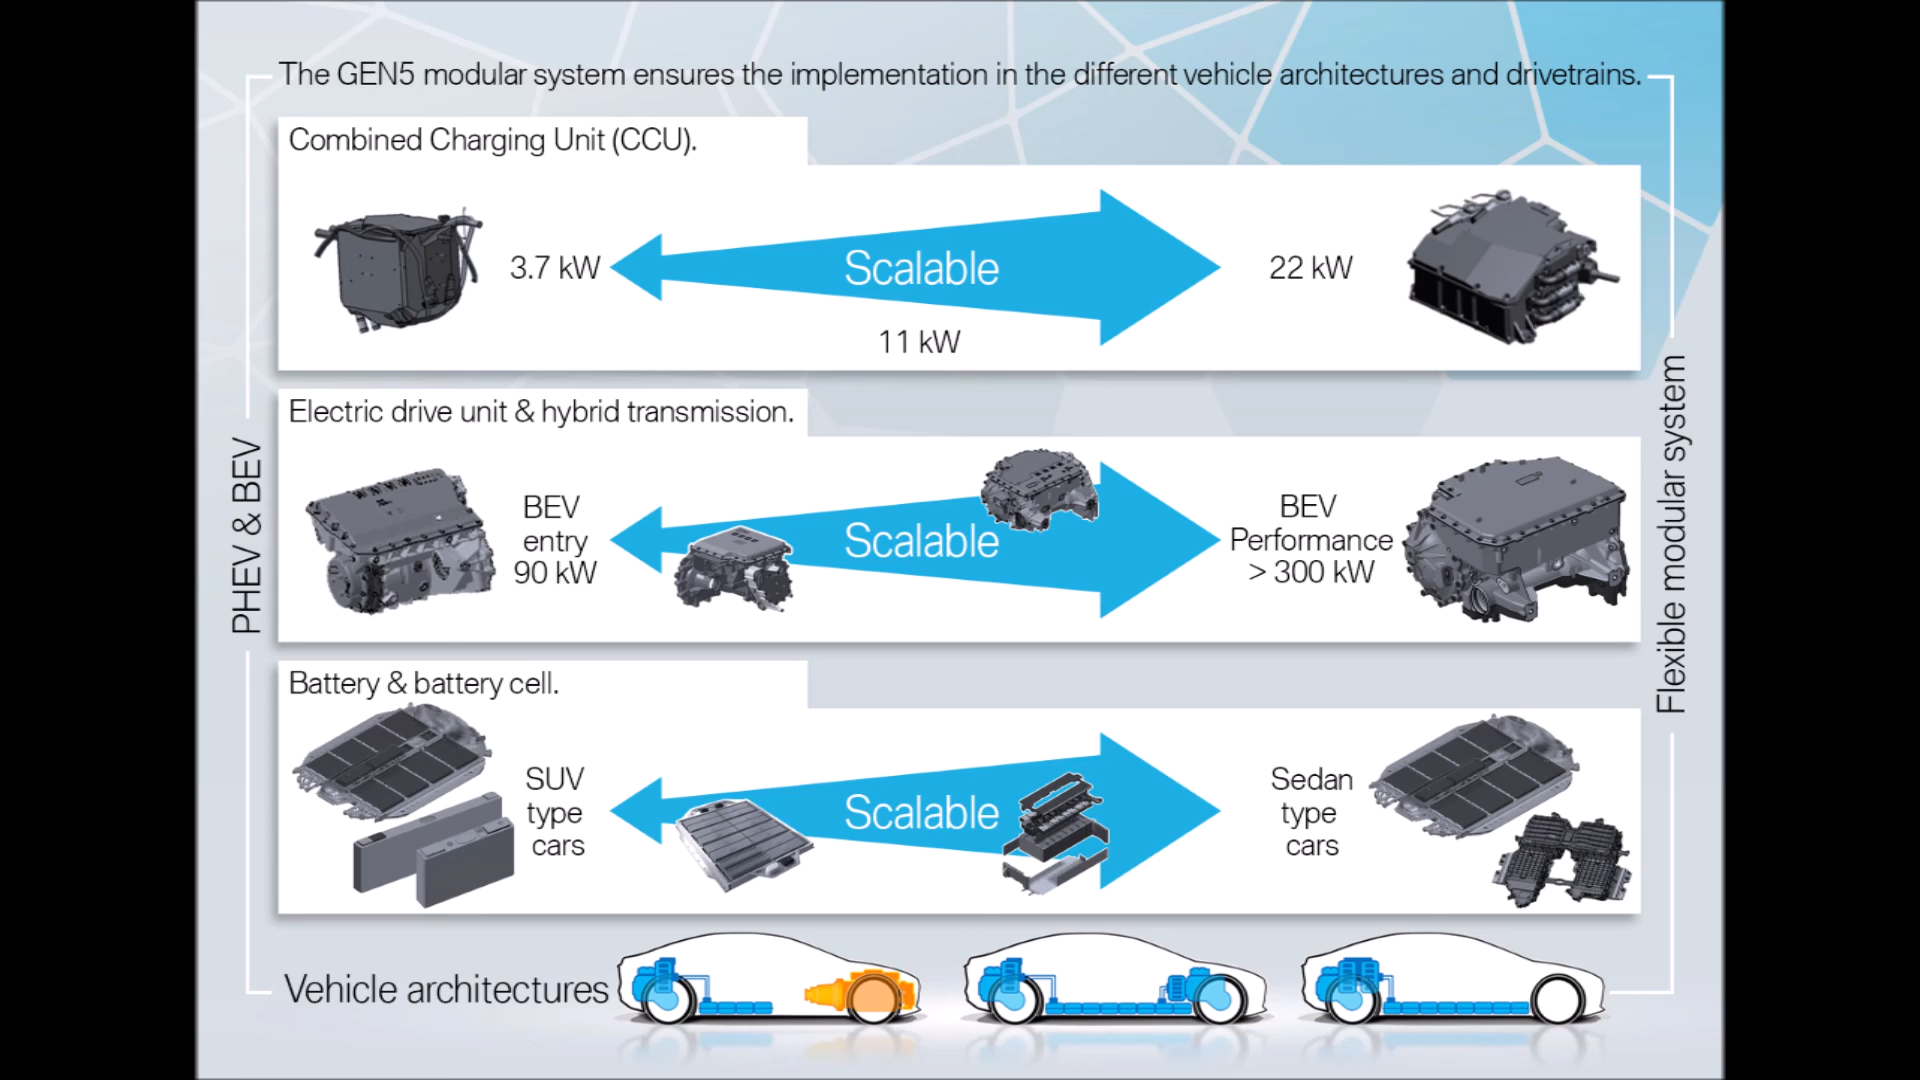 The GEN5 modular system ensures the implementation in the different vehicle architectures and drivetrains.
Combined Charging Unit (CCU).
3.7 kW
Scalable
22 kW
11 kW
Electric drive unit & hybrid transmission.
BEV
entry
90 kW
Scalable
BEV
Performance
> 300 kW
Battery & battery cell.
SUV
type
cars
Scalable
Sedan
type
cars
PHEV & BEV
Flexible modular system
Vehicle architectures